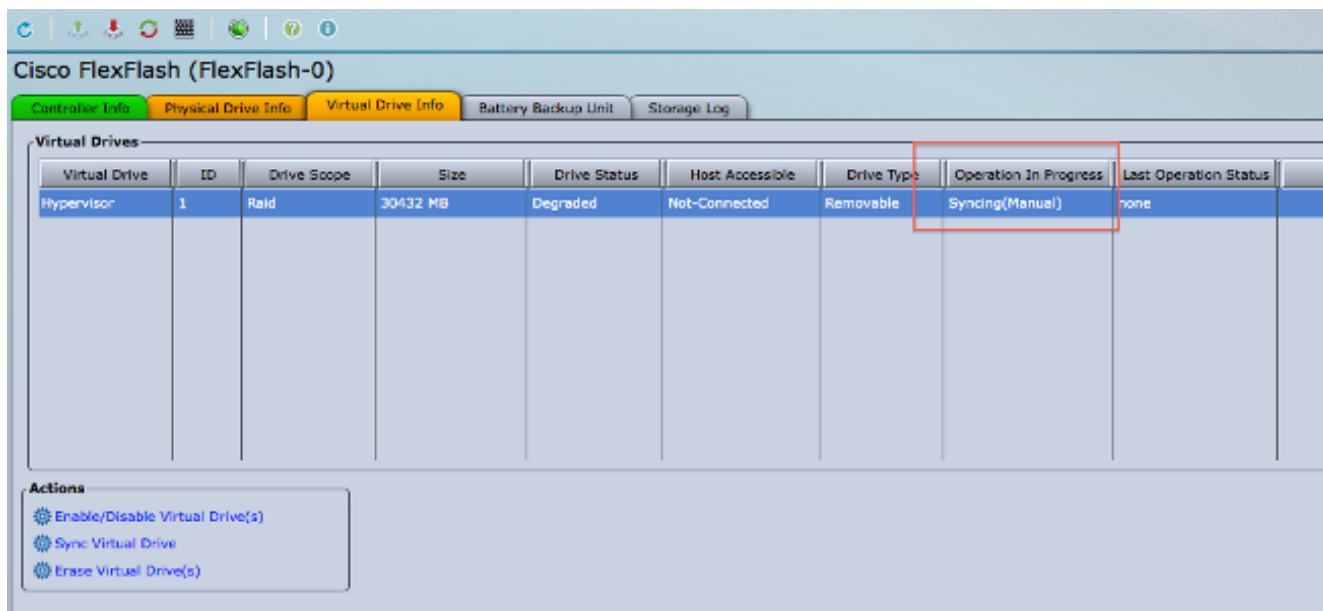 Cisco FlexFlash (FlexFlash-0)
Controller Info Physical Drive Info Virtual Drive Info Battery Backup Unit Storage Log
Virtual Drives
Virtual Drive ID Drive Scope Size Drive Status Host Accessible Drive Type Operation In Progress Last Operation Status
Hypervisor 1 Raid 30432 MB Degraded Not-Connected Removable Syncing(Manual) none
Actions
Enable/Disable Virtual Drive(s)
Sync Virtual Drive
Erase Virtual Drive(s)